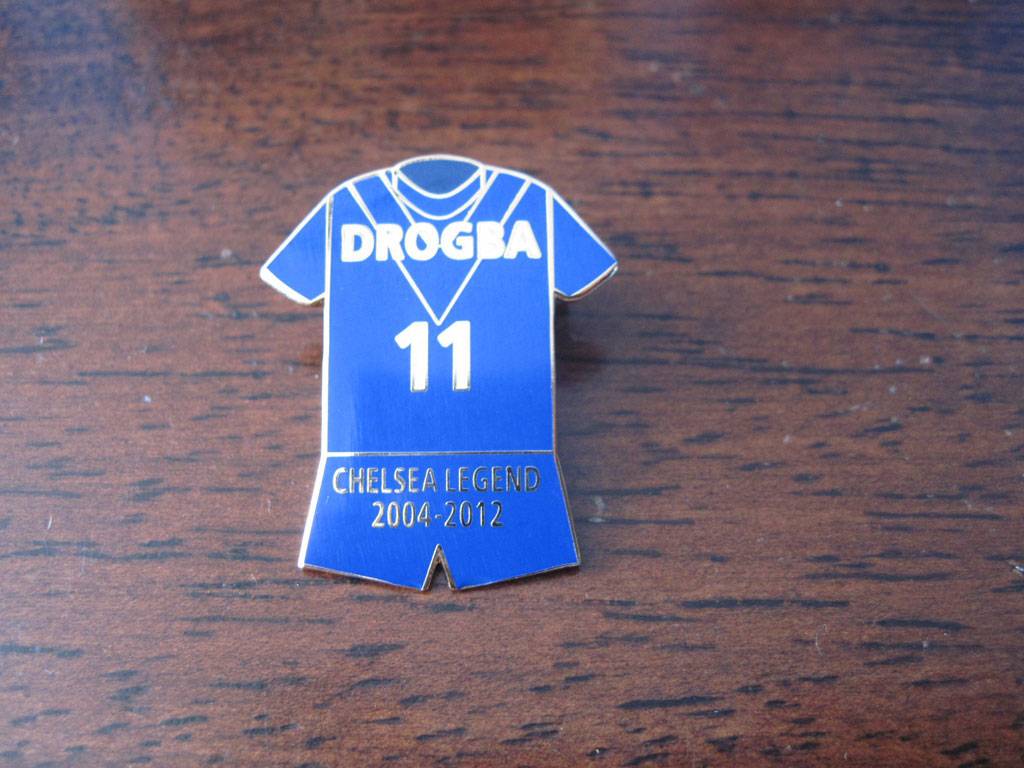 DROGBA
11
CHELSEA LEGEND
2004-2012